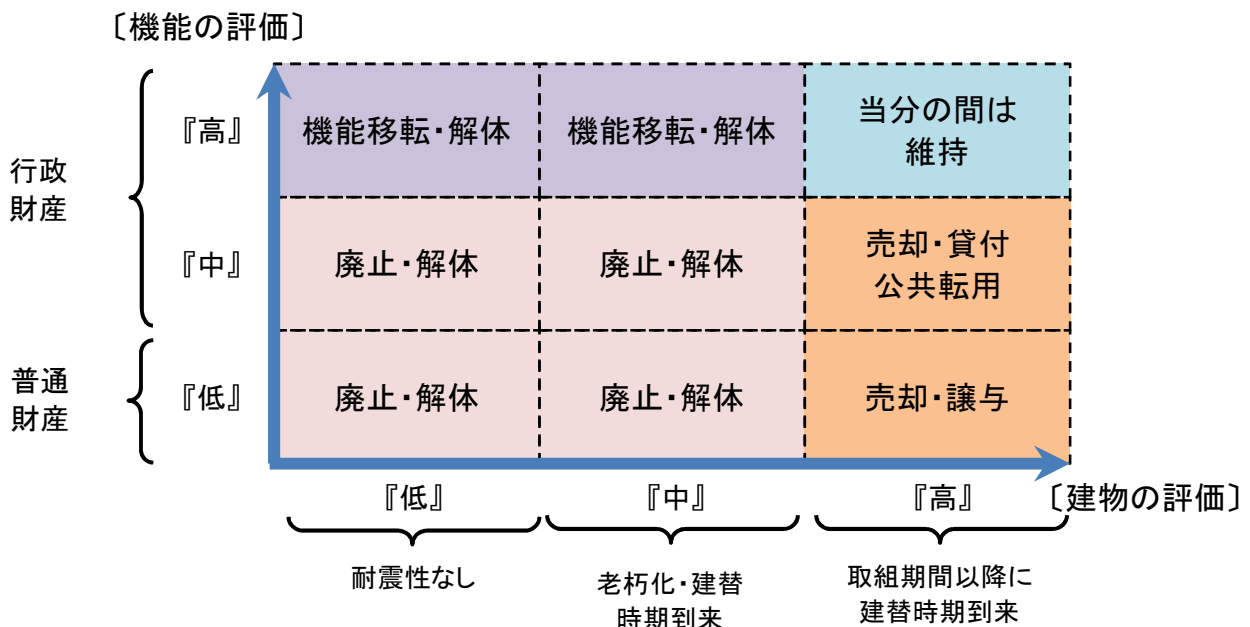 〔機能の評価〕
行政
財産
『高』
機能移転・解体
機能移転・解体
当分の間は
維持
『中』
廃止・解体
廃止・解体
売却・貸付
公共転用
普通
財産
『低』
廃止・解体
廃止・解体
売却・譲与
『低』
『中』
『高』
〔建物の評価〕
耐震性なし
老朽化・建替
時期到来
取組期間以降に
建替時期到来